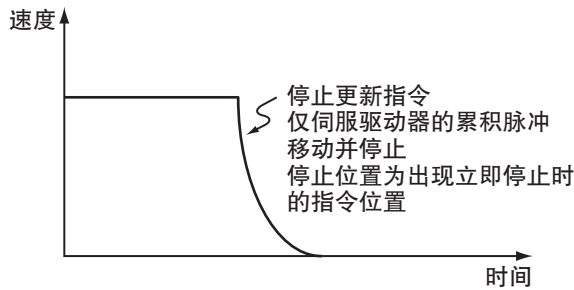 速度
停止更新指令
仅伺服驱动器的累积脉冲
移动并停止
停止位置为出现立即停止时
的指令位置
时间